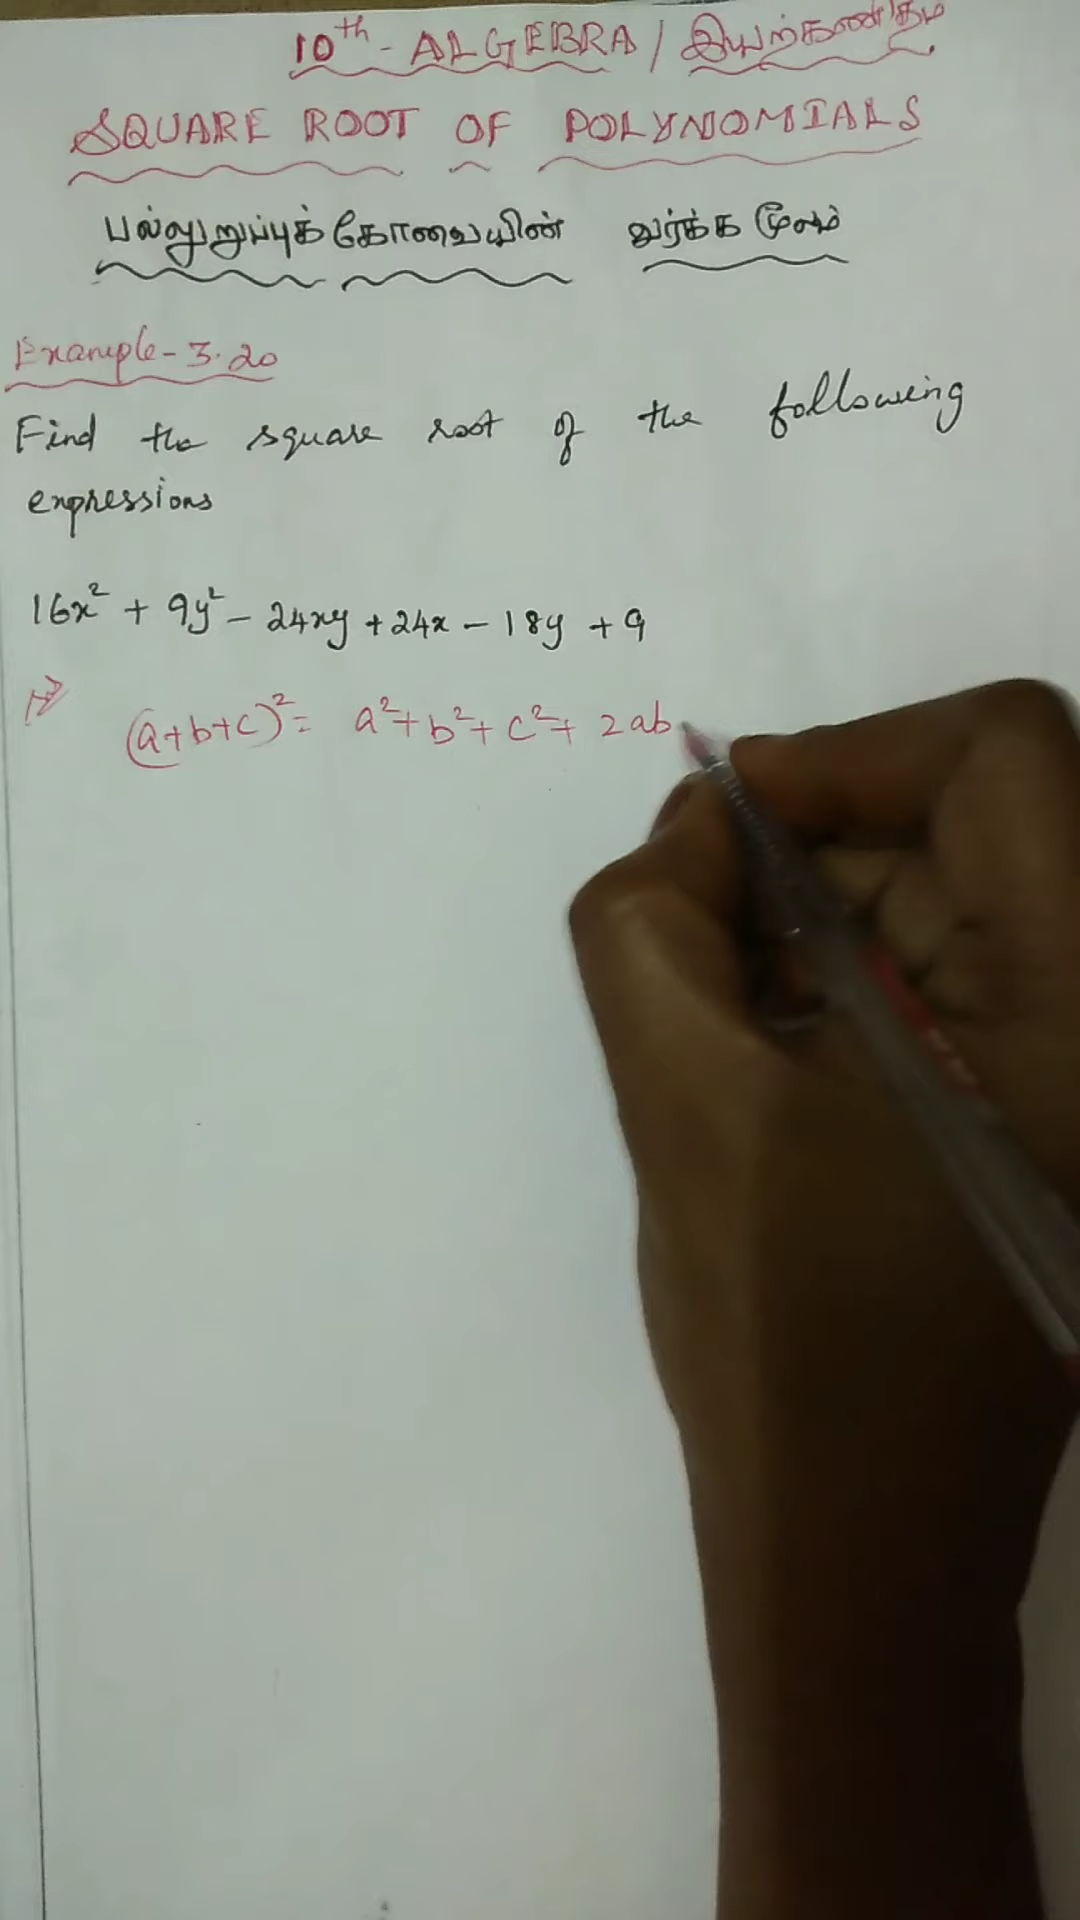 10th - ALGEBRA / இயற்கணிதம்
SQUARE ROOT OF POLYNOMIALS
பல்லுறுப்புக்கோவையின் வர்க்க மூலம்
Example - 3.20
Find the square root of the following
expressions
16x² + 9y² - 24xy + 24x - 18y + 9
(a+b+c)² = a² + b² + c² + 2ab